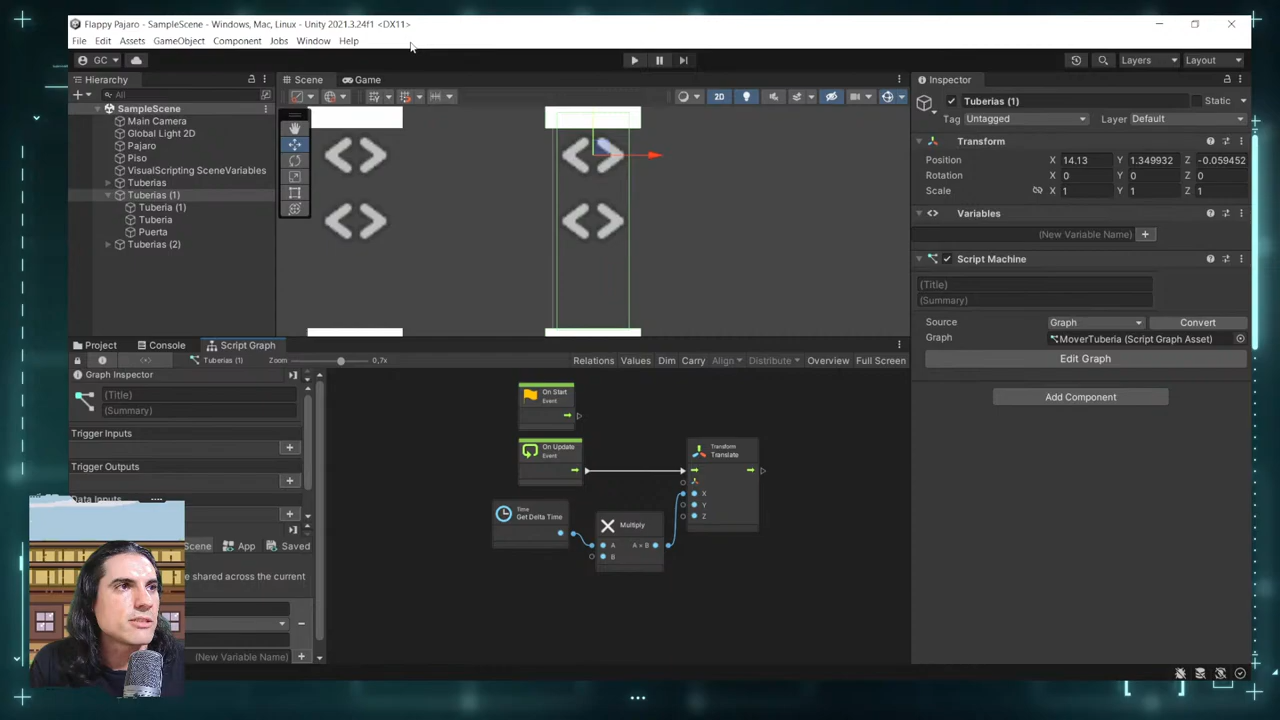 Flappy Pajaro - SampleScene - Windows, Mac, Linux - Unity 2021.3.24f1 <DX11>
File Edit Assets GameObject Component Jobs Window Help
GC
Layers
Layout
Hierarchy
All
SampleScene
Main Camera
Global Light 2D
Pajaro
Piso
VisualScripting SceneVariables
Tuberias
Tuberias (1)
Tuberia (1)
Tuberia
Puerta
Tuberias (2)
Scene
Game
2D
Inspector
Tuberias (1)
Static
Tag Untagged
Layer Default
Transform
Position X 14.13 Y 1.349932 Z -0.059452
Rotation X 0 Y 0 Z 0
Scale X 1 Y 1 Z 1
Variables
(New Variable Name)
Script Machine
(Title)
(Summary)
Source Graph Convert
Graph MoverTuberia (Script Graph Asset)
Edit Graph
Add Component
Project
Console
Script Graph
Tuberias (1)
Zoom
0,7x
Relations Values Dim Carry Align Distribute Overview Full Screen
Graph Inspector
(Title)
(Summary)
Trigger Inputs
Trigger Outputs
Data Inputs
Scene
App
Saved
e shared across the current
(New Variable Name)
On Start
Event
On Update
Event
Transform
Translate
X
Y
Z
Time
Get Delta Time
Multiply
A
A × B
B